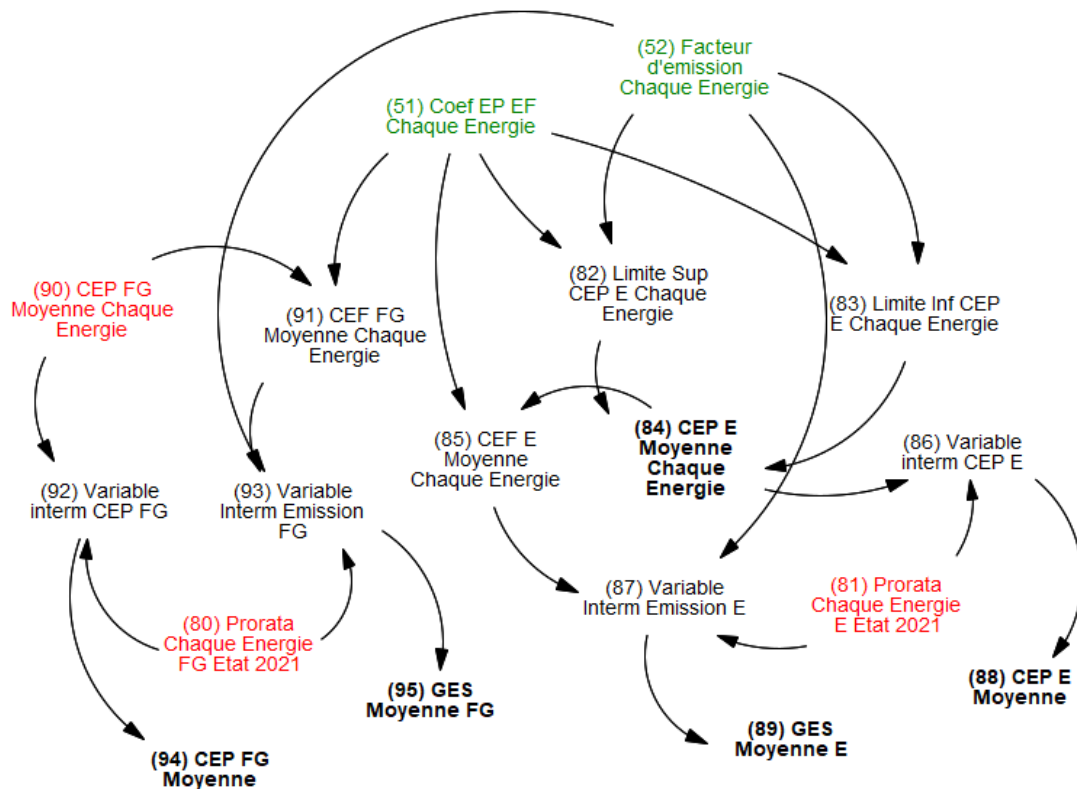 (52) Facteur
d'emission
Chaque Energie
(51) Coef EP EF
Chaque Energie
(90) CEP FG
Moyenne Chaque
Energie
(91) CEF FG
Moyenne Chaque
Energie
(82) Limite Sup
CEP E Chaque
Energie
(83) Limite Inf CEP
E Chaque Energie
(85) CEF E
Moyenne
Chaque Energie
(84) CEP E
Moyenne
Chaque
Energie
(86) Variable
interm CEP E
(92) Variable
interm CEP FG
(93) Variable
Interm Emission
FG
(87) Variable
Interm Emission E
(81) Prorata
Chaque Energie
E Etat 2021
(80) Prorata
Chaque Energie
FG Etat 2021
(95) GES
Moyenne FG
(88) CEP E
Moyenne
(89) GES
Moyenne E
(94) CEP FG
Moyenne